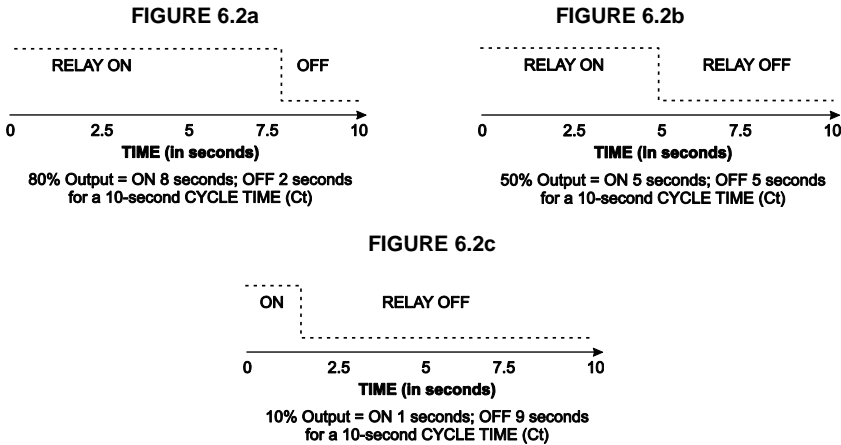 FIGURE 6.2a
RELAY ON OFF
0 2.5 5 7.5 10
TIME (in seconds)
80% Output = ON 8 seconds; OFF 2 seconds
for a 10-second CYCLE TIME (Ct)
FIGURE 6.2b
RELAY ON RELAY OFF
0 2.5 5 7.5 10
TIME (in seconds)
50% Output = ON 5 seconds; OFF 5 seconds
for a 10-second CYCLE TIME (Ct)
FIGURE 6.2c
ON RELAY OFF
0 2.5 5 7.5 10
TIME (in seconds)
10% Output = ON 1 seconds; OFF 9 seconds
for a 10-second CYCLE TIME (Ct)